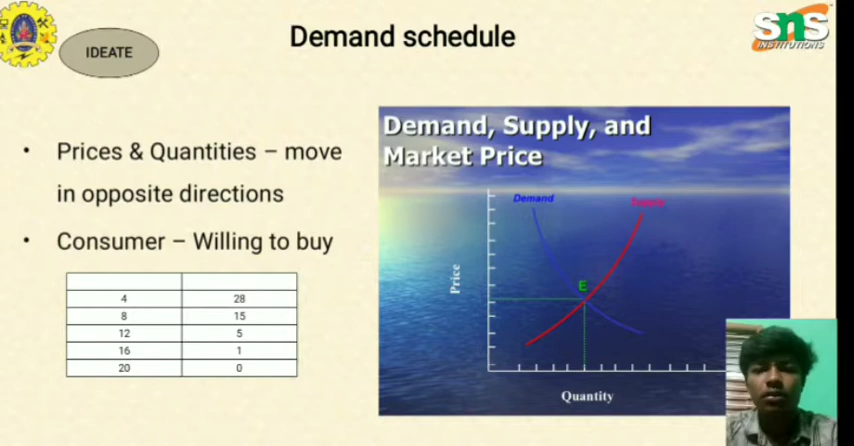 IDEATE
Demand schedule
SNS
INSTITUTIONS
• Prices & Quantities – move
in opposite directions
• Consumer – Willing to buy
4 28
8 15
12 5
16 1
20 0
Demand, Supply, and
Market Price
Demand
Supply
E
Price
Quantity